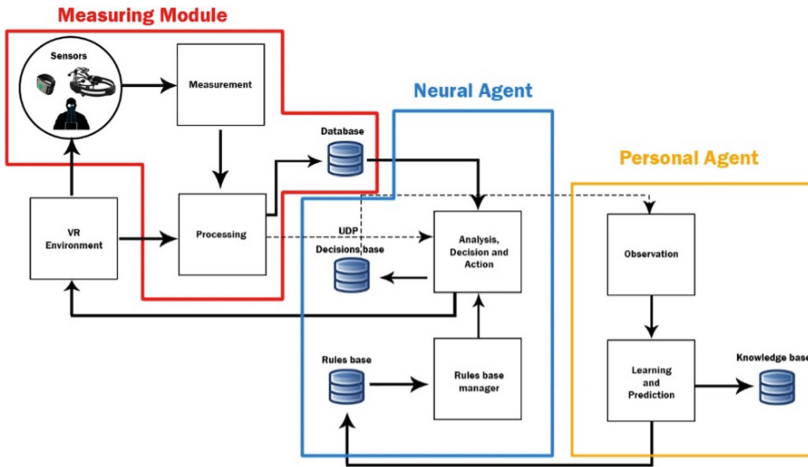 Measuring Module
Sensors
Measurement
Neural Agent
Database
Personal Agent
VR
Environment
Processing
UDP
Decisions base
Analysis,
Decision and
Action
Observation
Rules base
Rules base
manager
Learning
and
Prediction
Knowledge base